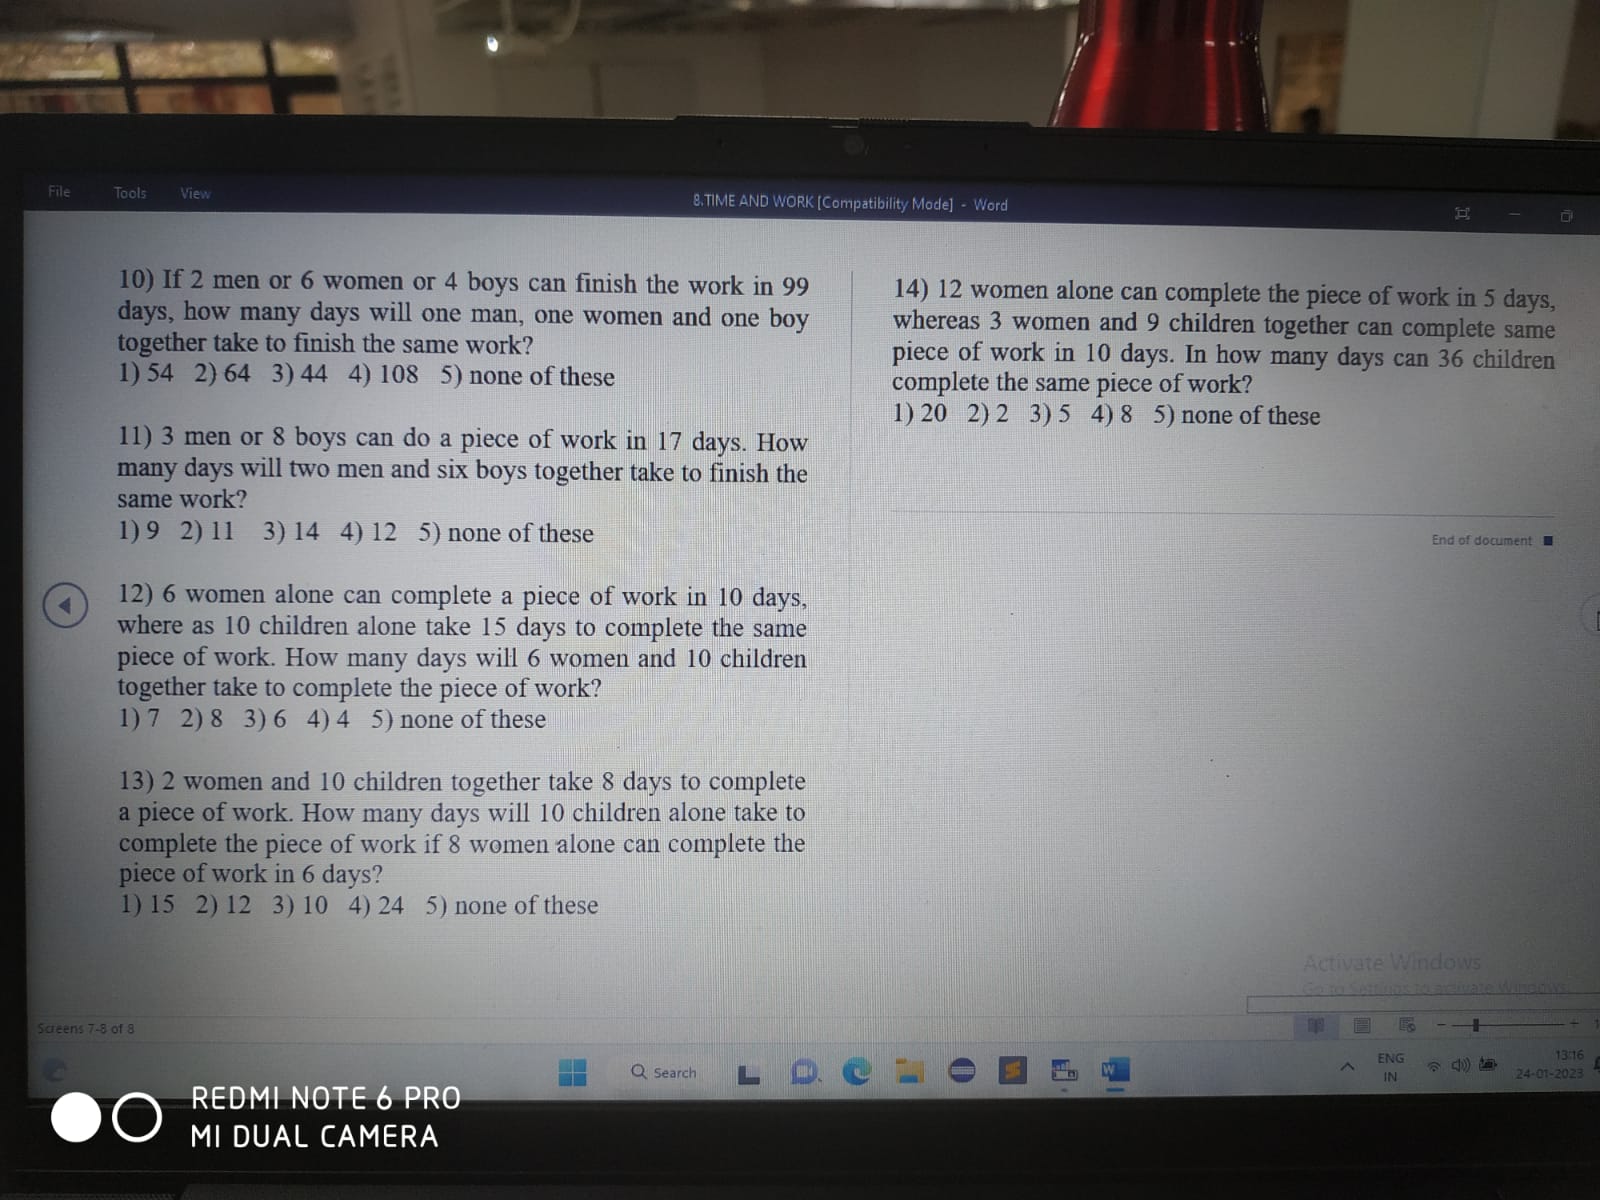 File Tools View
8.TIME AND WORK [Compatibility Mode] - Word
10) If 2 men or 6 women or 4 boys can finish the work in 99
days, how many days will one man, one women and one boy
together take to finish the same work?
1) 54 2) 64 3) 44 4) 108 5) none of these
11) 3 men or 8 boys can do a piece of work in 17 days. How
many days will two men and six boys together take to finish the
same work?
1) 9 2) 11 3) 14 4) 12 5) none of these
12) 6 women alone can complete a piece of work in 10 days,
where as 10 children alone take 15 days to complete the same
piece of work. How many days will 6 women and 10 children
together take to complete the piece of work?
1) 7 2) 8 3) 6 4) 4 5) none of these
13) 2 women and 10 children together take 8 days to complete
a piece of work. How many days will 10 children alone take to
complete the piece of work if 8 women alone can complete the
piece of work in 6 days?
1) 15 2) 12 3) 10 4) 24 5) none of these
14) 12 women alone can complete the piece of work in 5 days,
whereas 3 women and 9 children together can complete same
piece of work in 10 days. In how many days can 36 children
complete the same piece of work?
1) 20 2) 2 3) 5 4) 8 5) none of these
End of document
Activate Windows
Go to Settings to activate Windows.
Screens 7-8 of 8
Search
ENG
IN
13:16
24-01-2023
REDMI NOTE 6 PRO
MI DUAL CAMERA